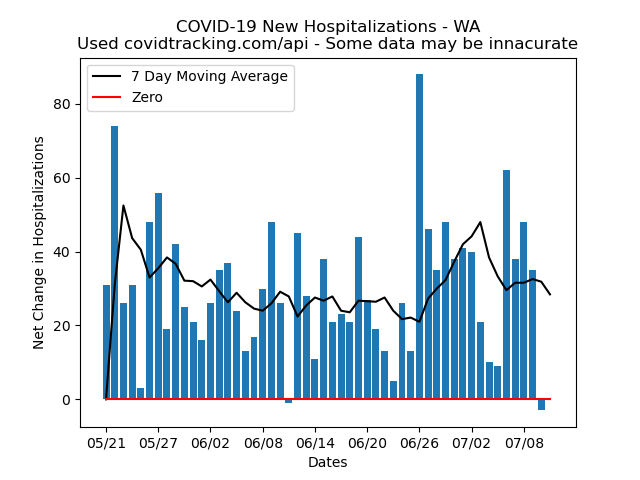 COVID-19 New Hospitalizations - WA
Used covidtracking.com/api - Some data may be innacurate
7 Day Moving Average
Zero
Net Change in Hospitalizations
80
60
40
20
0
05/21 05/27 06/02 06/08 06/14 06/20 06/26 07/02 07/08
Dates